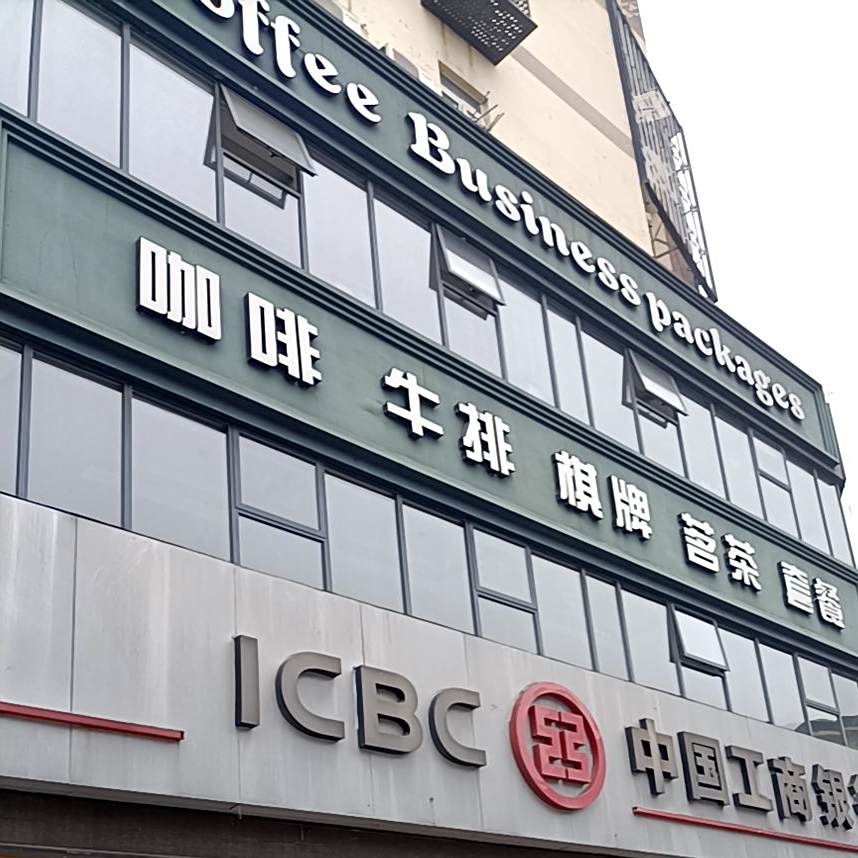 offee Business packages
咖啡 牛排 棋牌 茗茶 套餐
ICBC 中国工商银